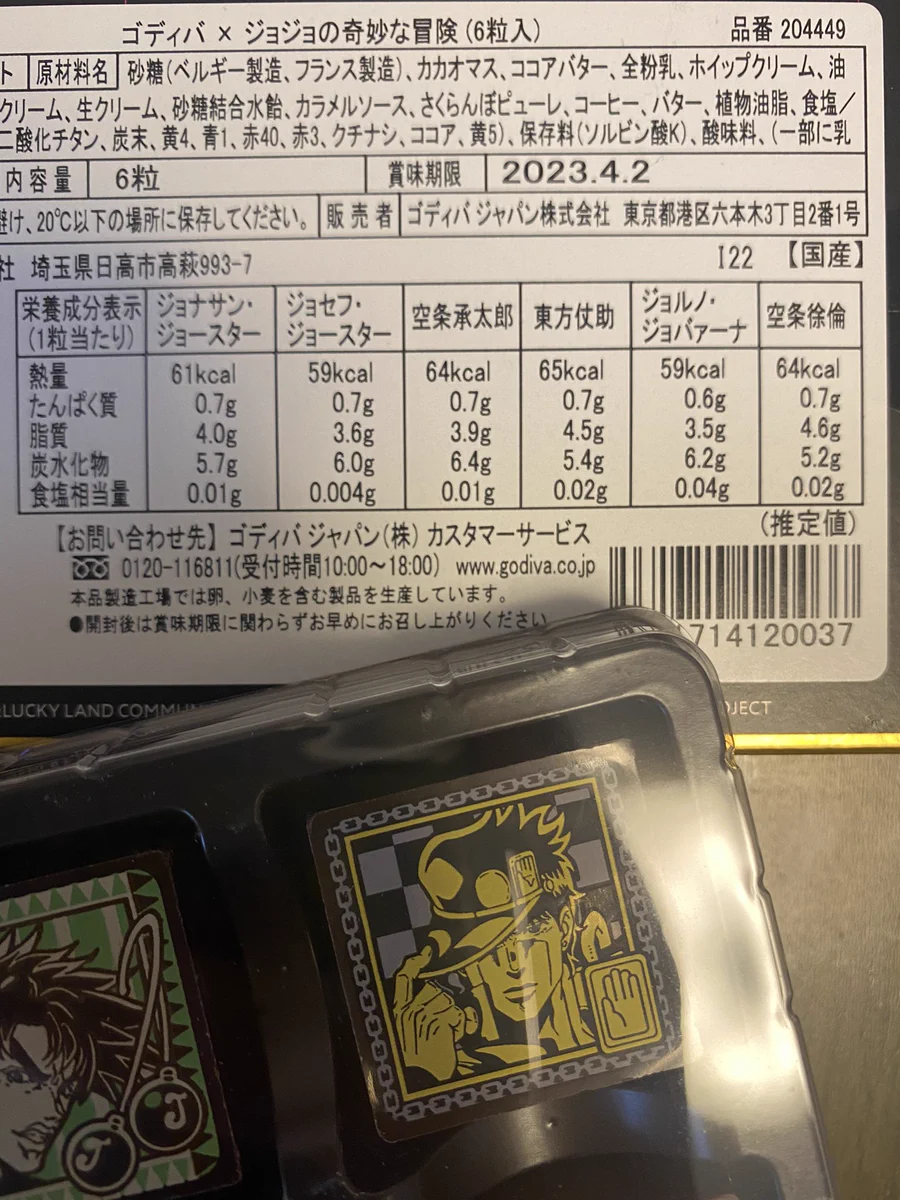 ゴディバ × ジョジョの奇妙な冒険(6粒入) 品番 204449
ト 原材料名 砂糖(ベルギー製造、フランス製造)、カカオマス、ココアバター、全粉乳、ホイップクリーム、油
クリーム、生クリーム、砂糖結合水飴、カラメルソース、さくらんぼピューレ、コーヒー、バター、植物油脂、食塩／
二酸化チタン、炭末、黄4、青1、赤40、赤3、クチナシ、ココア、黄5)、保存料(ソルビン酸K)、酸味料、(一部に乳
内容量 6粒 賞味期限 2023.4.2
避け、20℃以下の場所に保存してください。 販売者 ゴディバ ジャパン株式会社 東京都港区六本木3丁目2番1号
社 埼玉県日高市高萩993-7 I22 【国産】
栄養成分表示(1粒当たり) ジョナサン・ジョースター ジョセフ・ジョースター 空条承太郎 東方仗助 ジョルノ・ジョバァーナ 空条徐倫
熱量 61kcal 59kcal 64kcal 65kcal 59kcal 64kcal
たんぱく質 0.7g 0.7g 0.7g 0.7g 0.6g 0.7g
脂質 4.0g 3.6g 3.9g 4.5g 3.5g 4.6g
炭水化物 5.7g 6.0g 6.4g 5.4g 6.2g 5.2g
食塩相当量 0.01g 0.004g 0.01g 0.02g 0.04g 0.02g
(推定値)
【お問い合わせ先】ゴディバ ジャパン(株) カスタマーサービス
0120-116811(受付時間10:00〜18:00) www.godiva.co.jp
本品製造工場では卵、小麦を含む製品を生産しています。
●開封後は賞味期限に関わらずお早めにお召し上がりください
714120037
LUCKY LAND COMMUN OJECT
J J